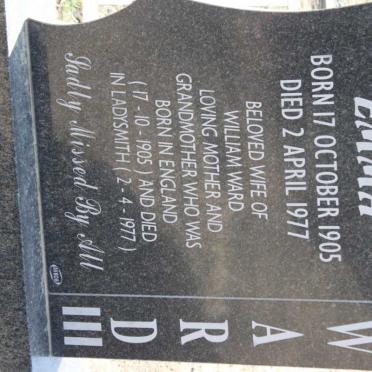 EMMA
BORN 17 OCTOBER 1905
DIED 2 APRIL 1977
BELOVED WIFE OF
WILLIAM WARD
LOVING MOTHER AND
GRANDMOTHER WHO WAS
BORN IN ENGLAND
( 17 - 10 - 1905 ) AND DIED
IN LADYSMITH ( 2 - 4 - 1977 )
Sadly Missed By All
W
A
R
D